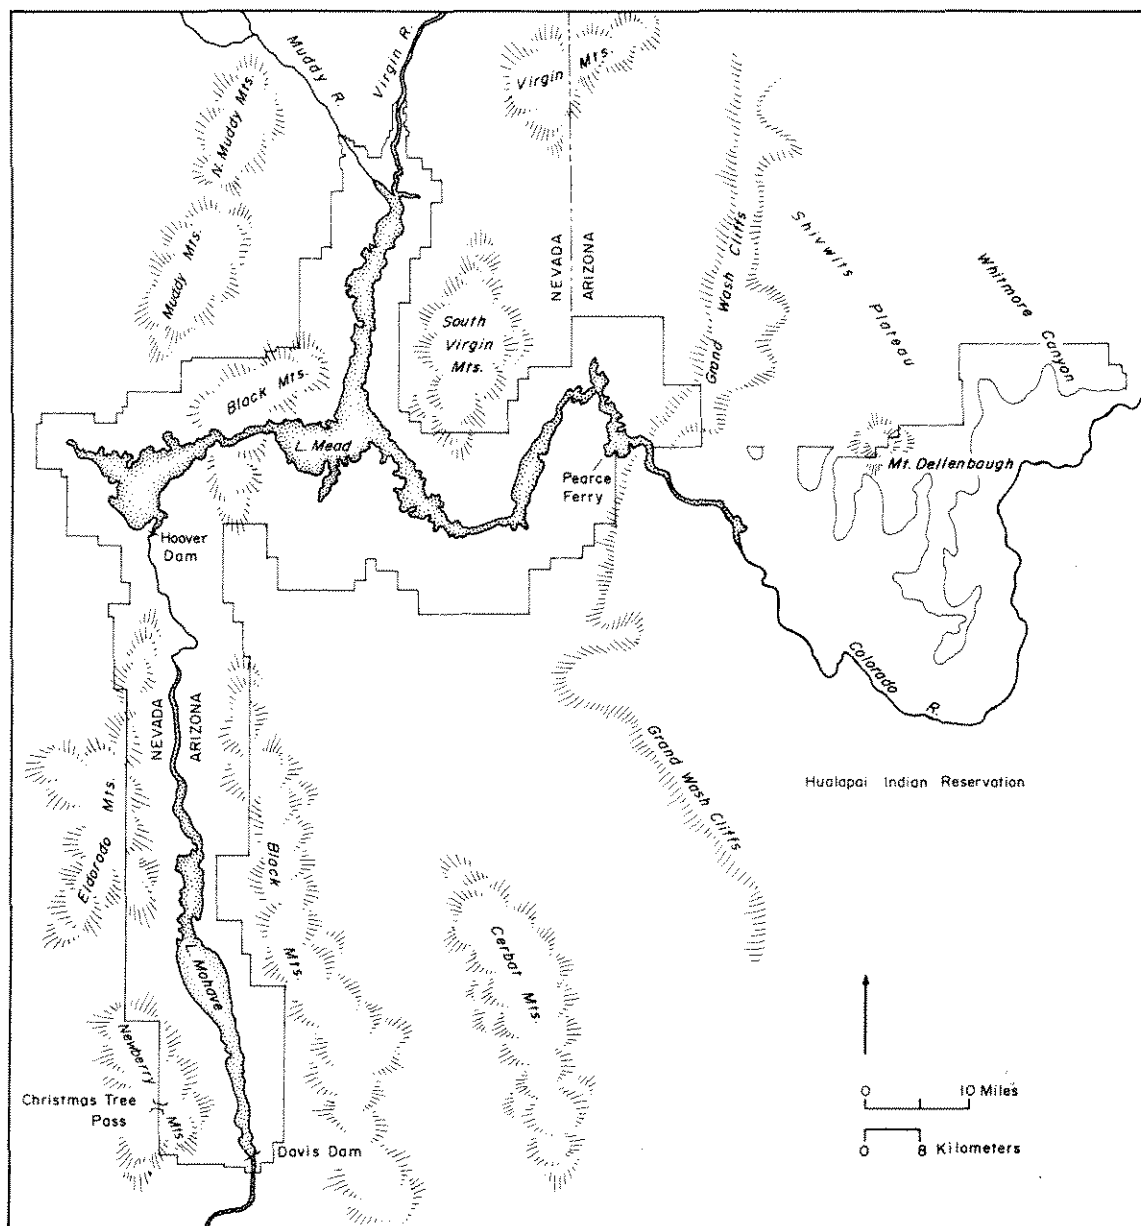 Muddy R.
Virgin R.
Virgin Mts.
N. Muddy Mts.
Muddy Mts.
NEVADA
ARIZONA
Grand Wash Cliffs
Shivwits Plateau
Whitmore Canyon
South
Virgin
Mts.
Black Mts.
L. Mead
Pearce
Ferry
Mt. Dellenbaugh
Hoover
Dam
Colorado R.
NEVADA
ARIZONA
Grand Wash Cliffs
Hualapai Indian Reservation
Eldorado Mts.
Black Mts.
L. Mohave
Cerbat Mts.
Newberry Mts.
Christmas Tree
Pass
Davis Dam
0 10 Miles
0 8 Kilometers